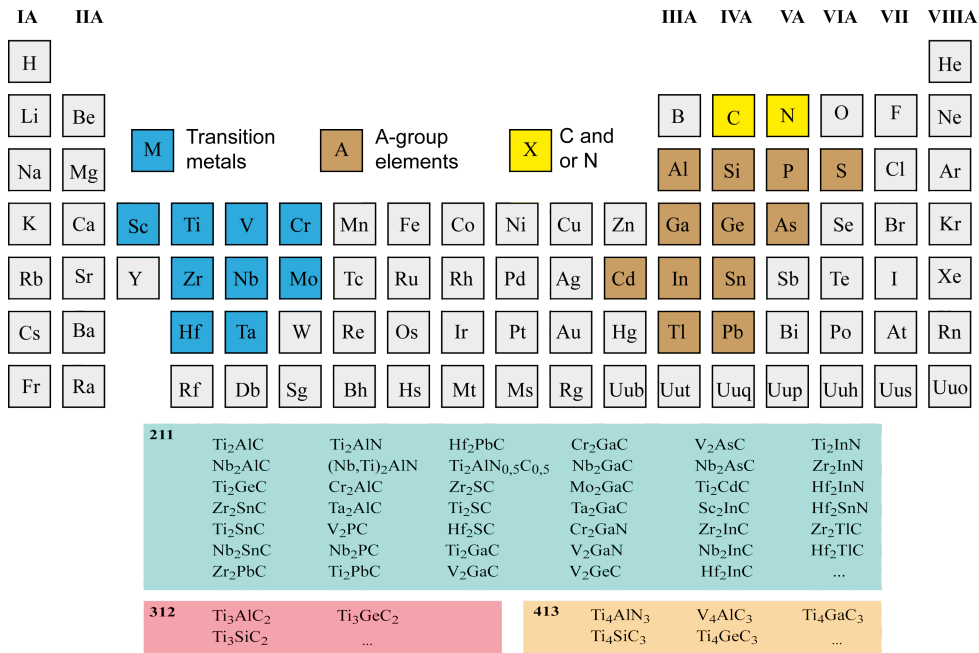 IA IIA IIIA IVA VA VIA VII VIIIA
H He
Li Be B C N O F Ne
M Transition metals A A-group elements X C and or N
Na Mg Al Si P S Cl Ar
K Ca Sc Ti V Cr Mn Fe Co Ni Cu Zn Ga Ge As Se Br Kr
Rb Sr Y Zr Nb Mo Tc Ru Rh Pd Ag Cd In Sn Sb Te I Xe
Cs Ba Hf Ta W Re Os Ir Pt Au Hg Tl Pb Bi Po At Rn
Fr Ra Rf Db Sg Bh Hs Mt Ms Rg Uub Uut Uuq Uup Uuh Uus Uuo
211
Ti₂AlC Ti₂AlN Hf₂PbC Cr₂GaC V₂AsC Ti₂InN
Nb₂AlC (Nb,Ti)₂AlN Ti₂AlN₀,₅C₀,₅ Nb₂GaC Nb₂AsC Zr₂InN
Ti₂GeC Cr₂AlC Zr₂SC Mo₂GaC Ti₂CdC Hf₂InN
Zr₂SnC Ta₂AlC Ti₂SC Ta₂GaC Sc₂InC Hf₂SnN
Ti₂SnC V₂PC Hf₂SC Cr₂GaN Zr₂InC Zr₂TlC
Nb₂SnC Nb₂PC Ti₂GaC V₂GaN Nb₂InC Hf₂TlC
Zr₂PbC Ti₂PbC V₂GaC V₂GeC Hf₂InC ...
312 Ti₃AlC₂ Ti₃GeC₂
Ti₃SiC₂ ...
413 Ti₄AlN₃ V₄AlC₃ Ti₄GaC₃
Ti₄SiC₃ Ti₄GeC₃ ...